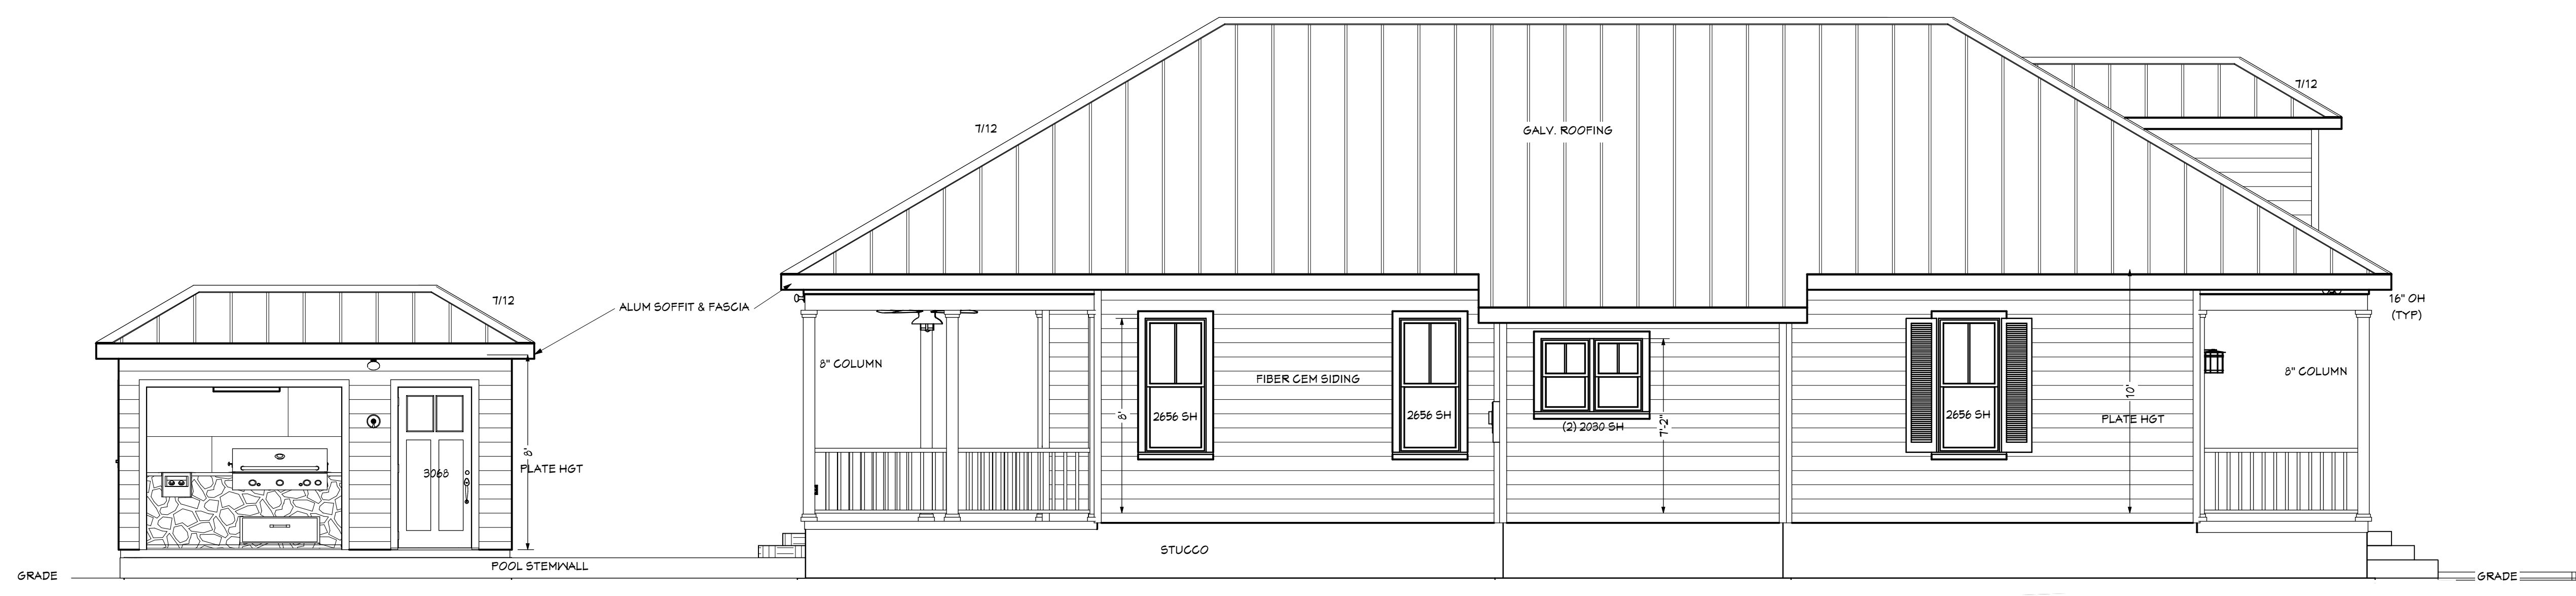 7/12
7/12
GALV. ROOFING
7/12
ALUM SOFFIT & FASCIA
16" OH
(TYP)
8" COLUMN
8" COLUMN
FIBER CEM SIDING
8'
2656 SH
2656 SH
(2) 2030 SH
7'-2"
2656 SH
10'
PLATE HGT
8'
PLATE HGT
3068
STUCCO
POOL STEMWALL
GRADE
GRADE